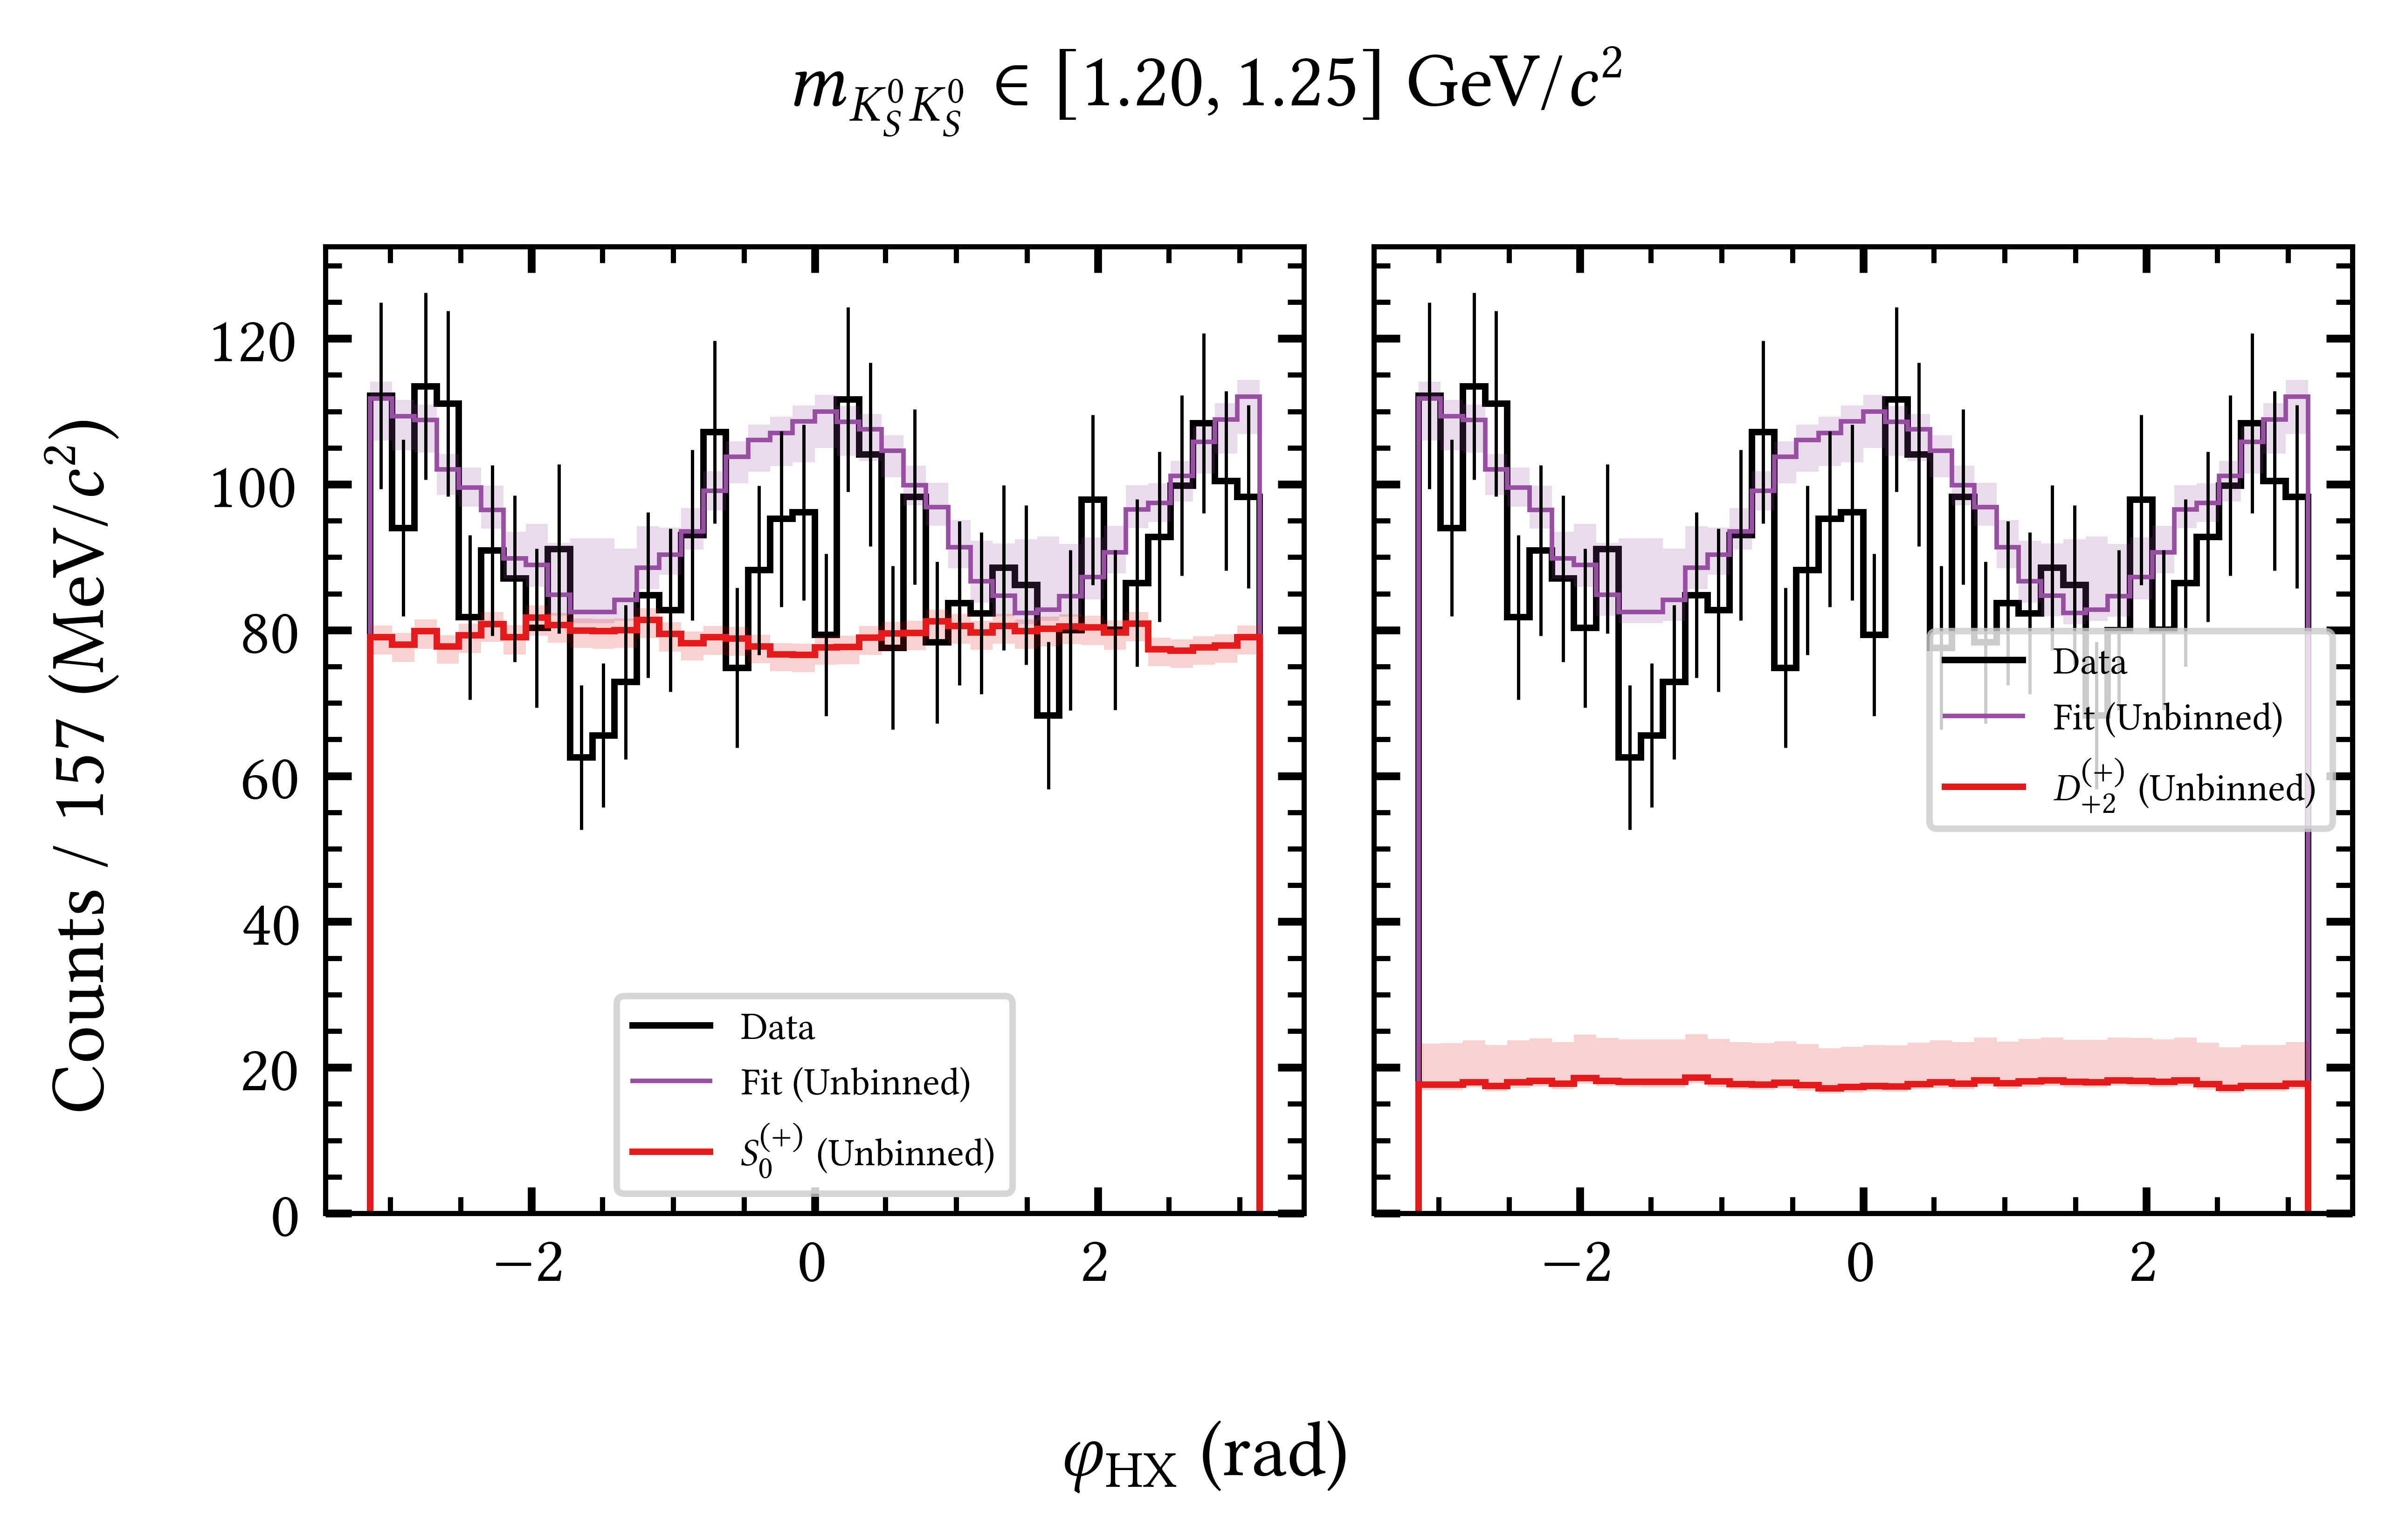 m_{K_S^0 K_S^0} ∈ [1.20, 1.25] GeV/c²
Counts / 157 (MeV/c²)
120
100
80
60
40
20
0
Data
Fit (Unbinned)
S_0^{(+)} (Unbinned)
−2
0
2
Data
Fit (Unbinned)
D_{+2}^{(+)} (Unbinned)
−2
0
2
φ_{HX} (rad)